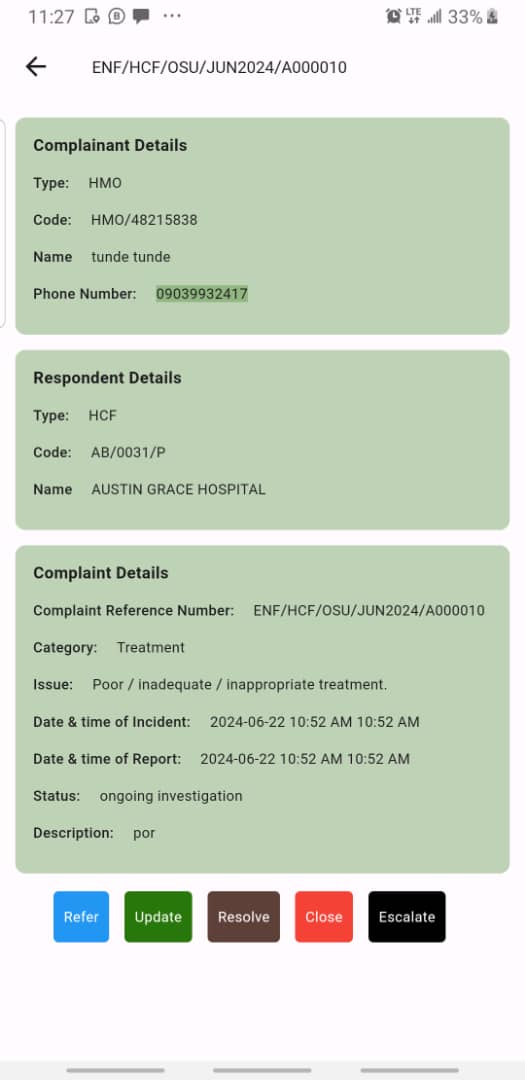 11:27
LTE 33%
ENF/HCF/OSU/JUN2024/A000010
Complainant Details
Type: HMO
Code: HMO/48215838
Name tunde tunde
Phone Number: 09039932417
Respondent Details
Type: HCF
Code: AB/0031/P
Name AUSTIN GRACE HOSPITAL
Complaint Details
Complaint Reference Number: ENF/HCF/OSU/JUN2024/A000010
Category: Treatment
Issue: Poor / inadequate / inappropriate treatment.
Date & time of Incident: 2024-06-22 10:52 AM 10:52 AM
Date & time of Report: 2024-06-22 10:52 AM 10:52 AM
Status: ongoing investigation
Description: por
Refer Update Resolve Close Escalate